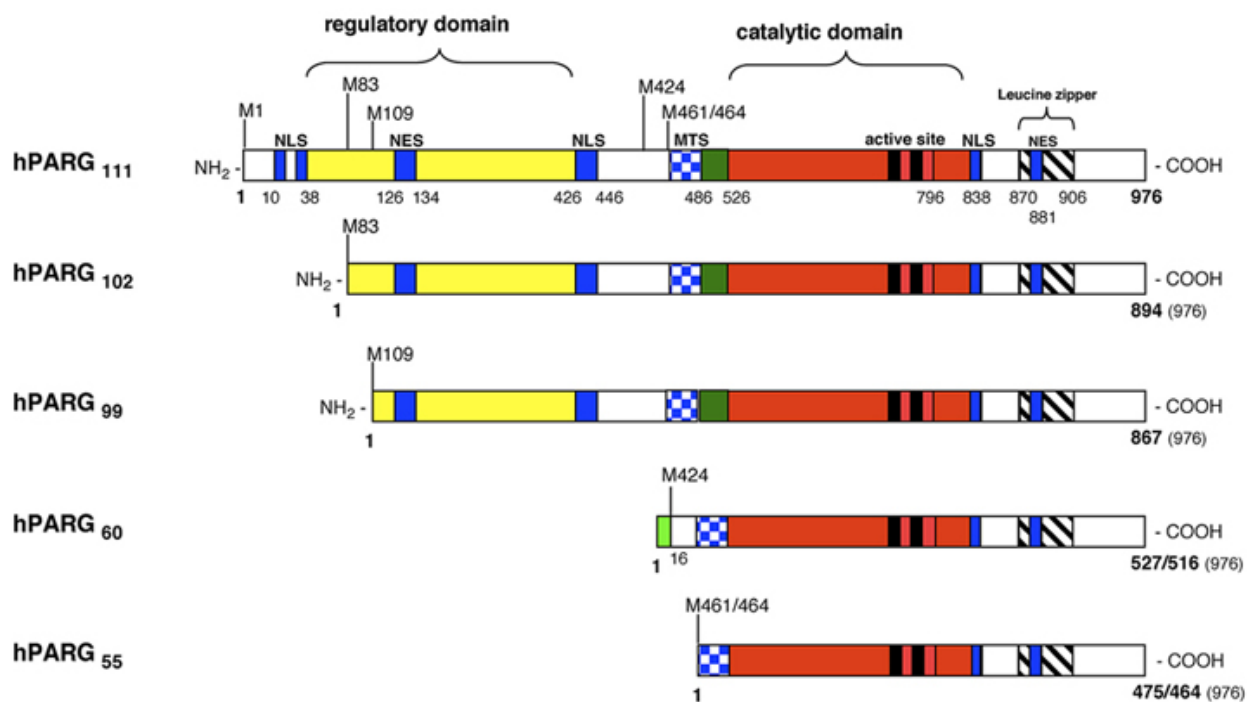 regulatory domain
catalytic domain
M83
M424
M1
M109
M461/464
Leucine zipper
NLS
NES
NLS
MTS
active site
NLS
NES
hPARG 111
NH2 -
- COOH
1
10
38
126
134
426
446
486
526
796
838
870
906
976
881
M83
hPARG 102
NH2 -
- COOH
1
894 (976)
M109
hPARG 99
NH2 -
- COOH
1
867 (976)
M424
hPARG 60
- COOH
1
16
527/516 (976)
M461/464
hPARG 55
- COOH
1
475/464 (976)